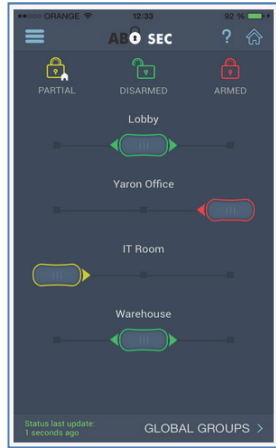 ORANGE 12:33 92 %
AB SEC ?
PARTIAL DISARMED ARMED
Lobby
Yaron Office
IT Room
Warehouse
Status last update:
1 seconds ago
GLOBAL GROUPS >